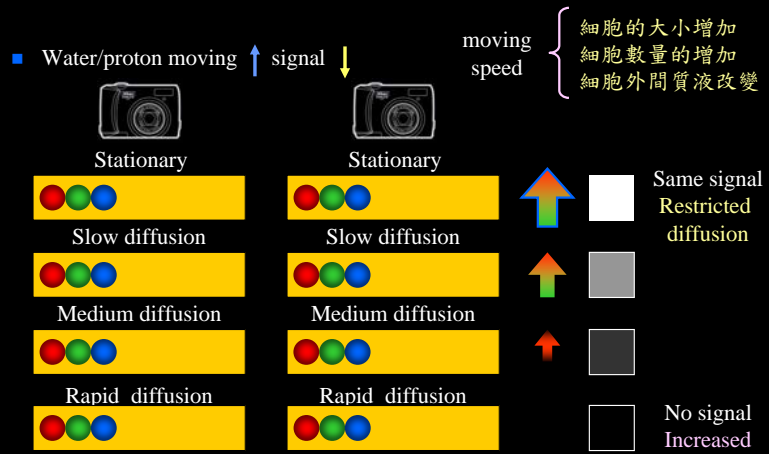 Water/proton moving signal
moving
speed
細胞的大小增加
細胞數量的增加
細胞外間質液改變
Stationary Stationary
Same signal
Restricted
diffusion
Slow diffusion Slow diffusion
Medium diffusion Medium diffusion
Rapid diffusion Rapid diffusion
No signal
Increased